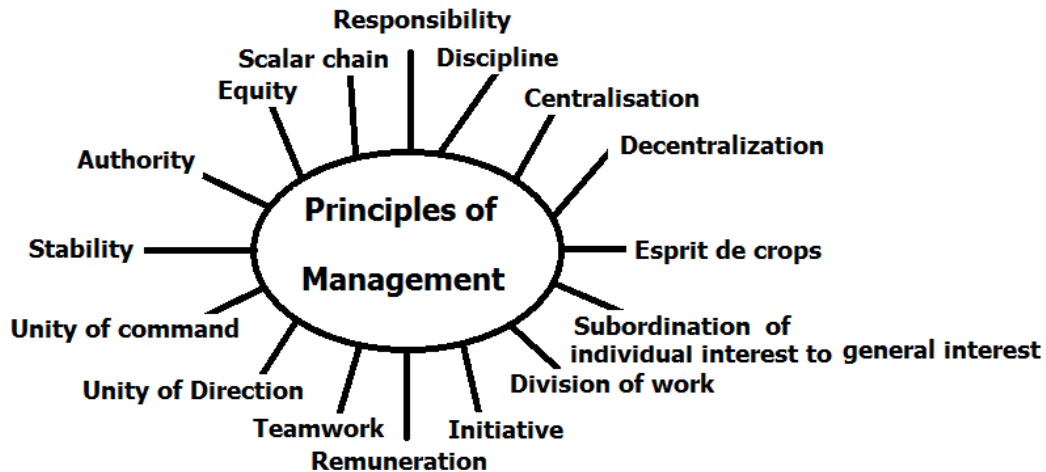 Responsibility
Scalar chain
Discipline
Equity
Centralisation
Decentralization
Authority
Principles of
Management
Stability
Esprit de crops
Unity of command
Subordination of
individual interest to general interest
Unity of Direction
Division of work
Teamwork
Initiative
Remuneration